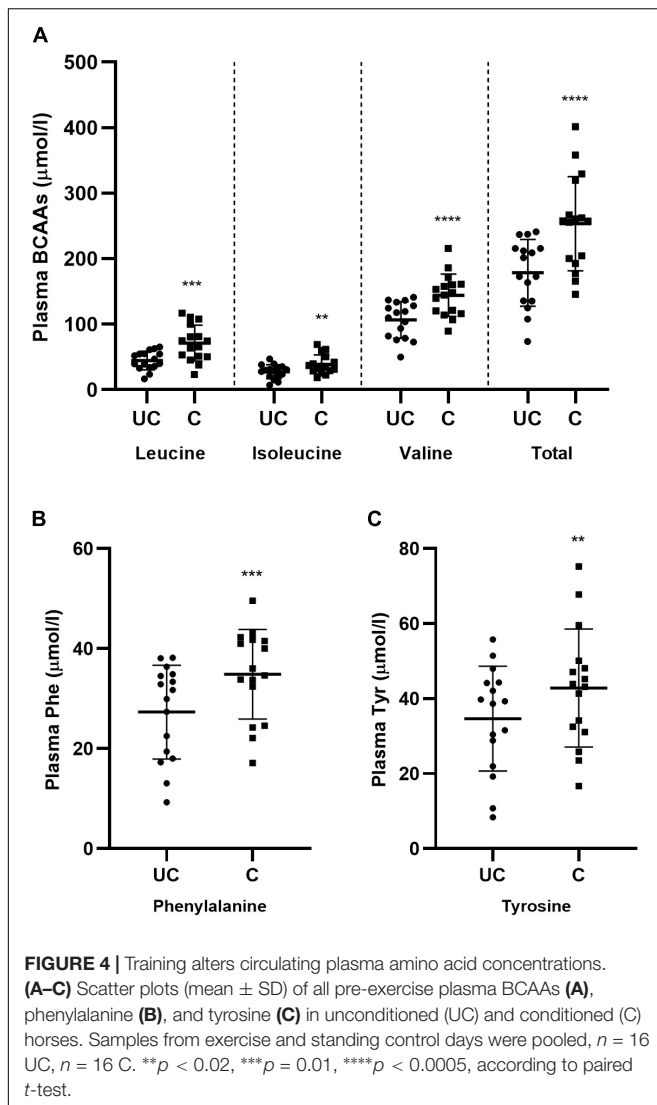 A
500
400
300
200
100
0
Plasma BCAAs (μmol/l)
***
**
****
****
UC C UC C UC C UC C
Leucine Isoleucine Valine Total
B
60
40
20
0
Plasma Phe (μmol/l)
***
UC C
Phenylalanine
C
80
60
40
20
0
Plasma Tyr (μmol/l)
**
UC C
Tyrosine
FIGURE 4 | Training alters circulating plasma amino acid concentrations.
(A–C) Scatter plots (mean ± SD) of all pre-exercise plasma BCAAs (A),
phenylalanine (B), and tyrosine (C) in unconditioned (UC) and conditioned (C)
horses. Samples from exercise and standing control days were pooled, n = 16
UC, n = 16 C. **p < 0.02, ***p = 0.01, ****p < 0.0005, according to paired
t-test.